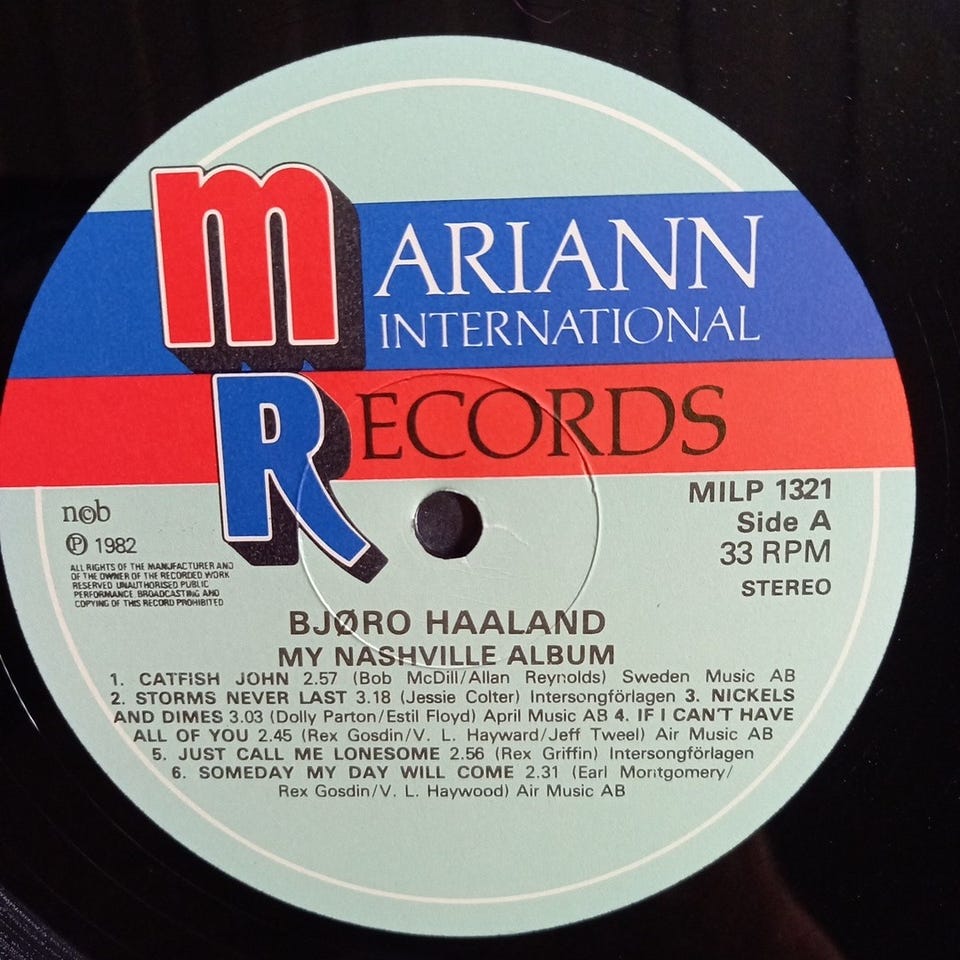 MARIANN
INTERNATIONAL
RECORDS
n©b
Ⓟ 1982
ALL RIGHTS OF THE MANUFACTURER AND
OF THE OWNER OF THE RECORDED WORK
RESERVED UNAUTHORISED PUBLIC
PERFORMANCE BROADCASTING AND
COPYING OF THIS RECORD PROHIBITED
MILP 1321
Side A
33 RPM
STEREO
BJØRO HAALAND
MY NASHVILLE ALBUM
1. CATFISH JOHN 2.57 (Bob McDill/Allan Reynolds) Sweden Music AB
2. STORMS NEVER LAST 3.18 (Jessie Colter) Intersongförlagen 3. NICKELS
AND DIMES 3.03 (Dolly Parton/Estil Floyd) April Music AB 4. IF I CAN'T HAVE
ALL OF YOU 2.45 (Rex Gosdin/V. L. Hayward/Jeff Tweel) Air Music AB
5. JUST CALL ME LONESOME 2.56 (Rex Griffin) Intersongförlagen
6. SOMEDAY MY DAY WILL COME 2.31 (Earl Montgomery/
Rex Gosdin/V. L. Haywood) Air Music AB